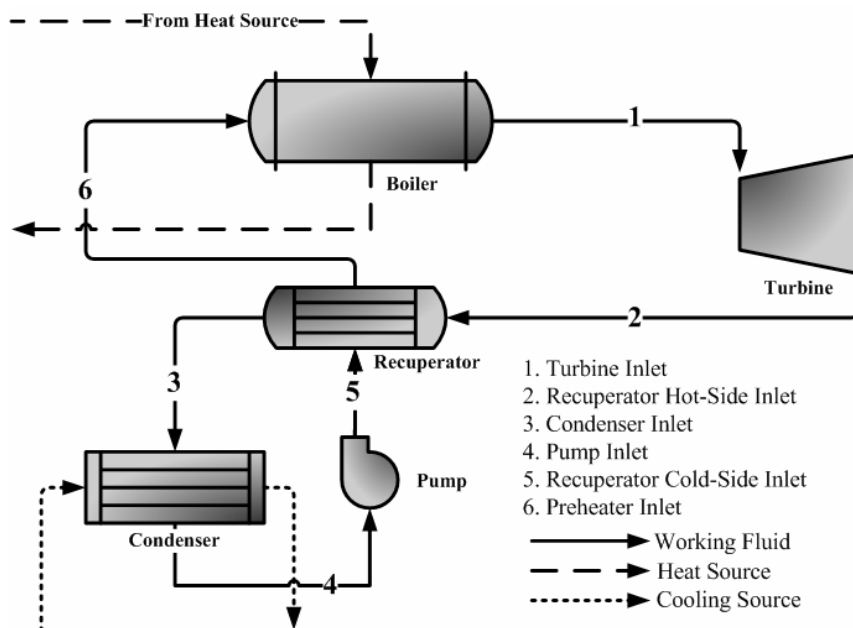 From Heat Source
1
Boiler
6
Turbine
2
Recuperator
3
5
1. Turbine Inlet
2. Recuperator Hot-Side Inlet
3. Condenser Inlet
4. Pump Inlet
5. Recuperator Cold-Side Inlet
6. Preheater Inlet
Pump
Condenser
4
Working Fluid
Heat Source
Cooling Source